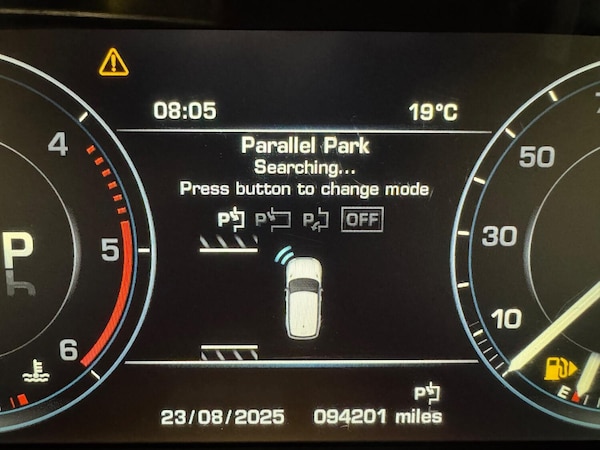 08:05 19°C
Parallel Park
Searching...
Press button to change mode
P P P OFF
4
5
6
P
50
30
10
E
P
23/08/2025 094201 miles